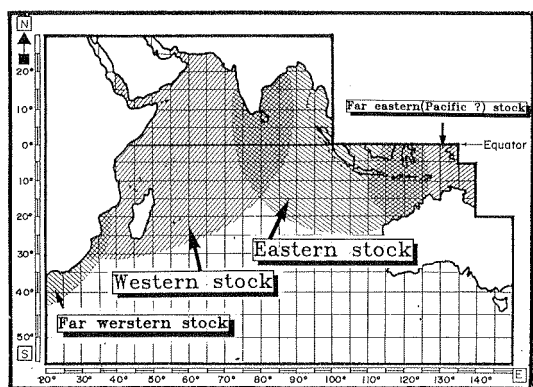 N
Far eastern(Pacific ?) stock
20°
10°
Equator
0°
10°
20°
Eastern stock
30°
Western stock
40°
Far werstern stock
50°
S
20° 30° 40° 50° 60° 70° 80° 90° 100° 110° 120° 130° 140° E